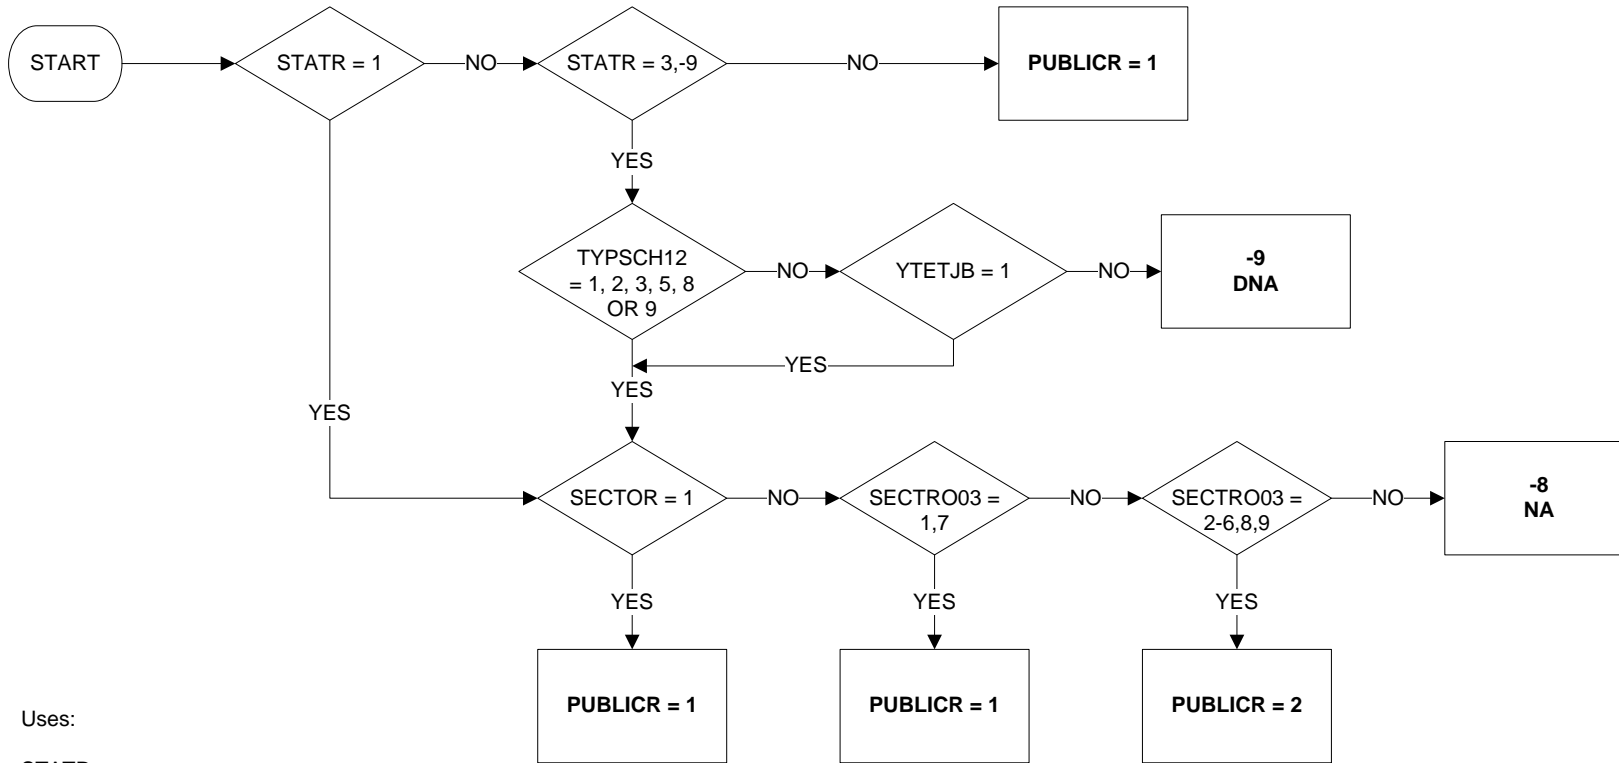 START
STATR = 1
NO
STATR = 3,-9
NO
PUBLICR = 1
YES
TYPSCH12
= 1, 2, 3, 5, 8
OR 9
NO
YTETJB = 1
NO
-9
DNA
YES
YES
YES
SECTOR = 1
NO
SECTRO03 =
1,7
NO
SECTRO03 =
2-6,8,9
NO
-8
NA
YES
YES
YES
PUBLICR = 1
PUBLICR = 1
PUBLICR = 2
Uses:
STATR